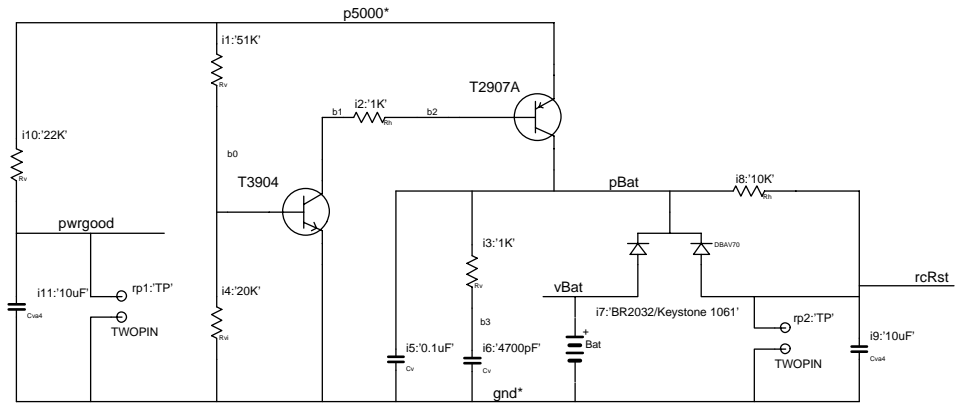 p5000*
i1:'51K'
Rv
T2907A
b1
i2:'1K'
b2
Rh
i10:'22K'
Rv
b0
T3904
pBat
i8:'10K'
Rh
pwrgood
i3:'1K'
Rv
DBAV70
rcRst
i11:'10uF'
Cva4
rp1:'TP'
TWOPIN
i4:'20K'
Rvi
vBat
i7:'BR2032/Keystone 1061'
b3
rp2:'TP'
TWOPIN
+
Bat
i5:'0.1uF'
Cv
i6:'4700pF'
Cv
i9:'10uF'
Cva4
gnd*